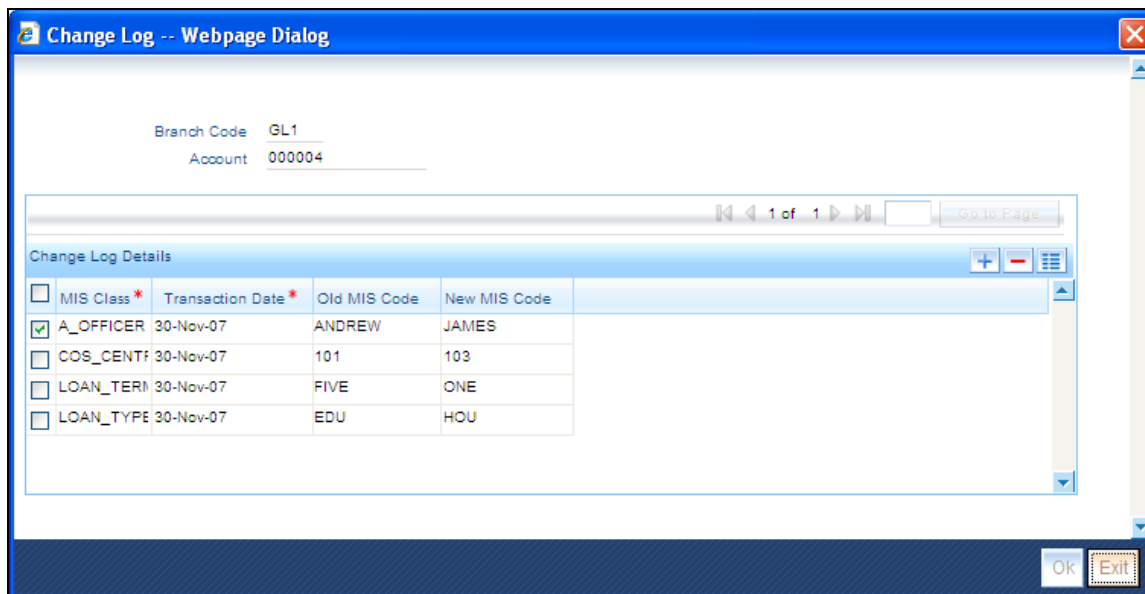 Change Log -- Webpage Dialog
Branch Code GL1
Account 000004
1 of 1 Go to Page
Change Log Details
MIS Class* Transaction Date* Old MIS Code New MIS Code
A_OFFICER 30-Nov-07 ANDREW JAMES
COS_CENTR 30-Nov-07 101 103
LOAN_TERM 30-Nov-07 FIVE ONE
LOAN_TYPE 30-Nov-07 EDU HOU
Ok Exit